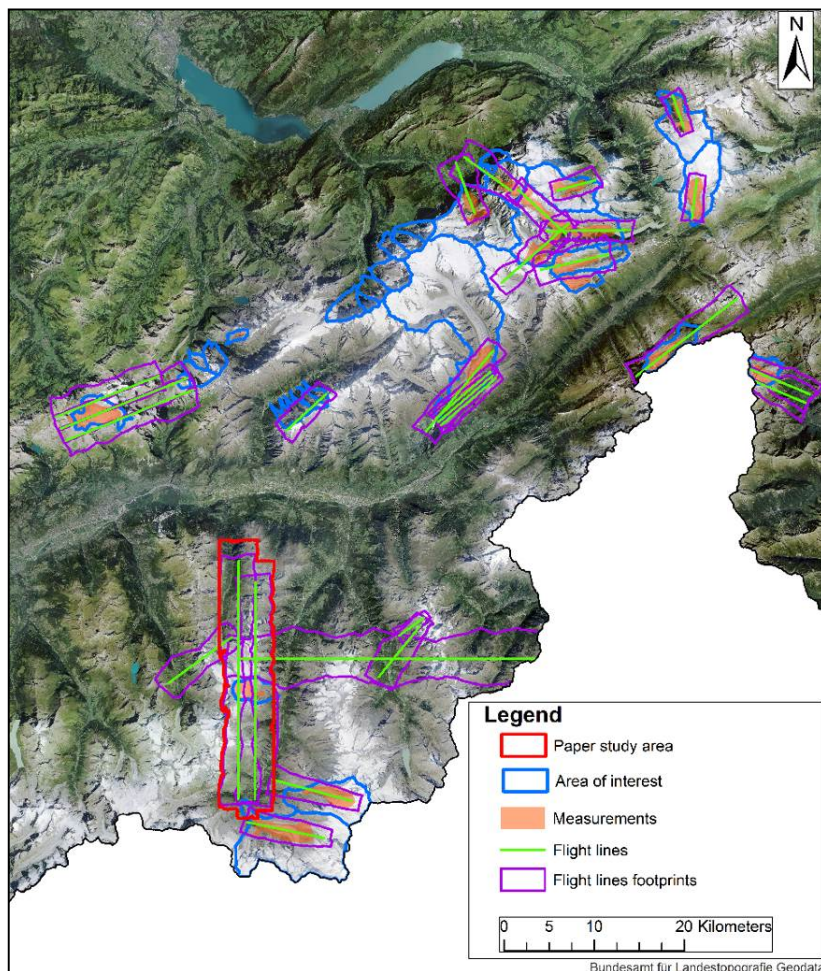 N
Legend
Paper study area
Area of interest
Measurements
Flight lines
Flight lines footprints
0 5 10 20 Kilometers
Bundesamt für Landestopografie Geodata